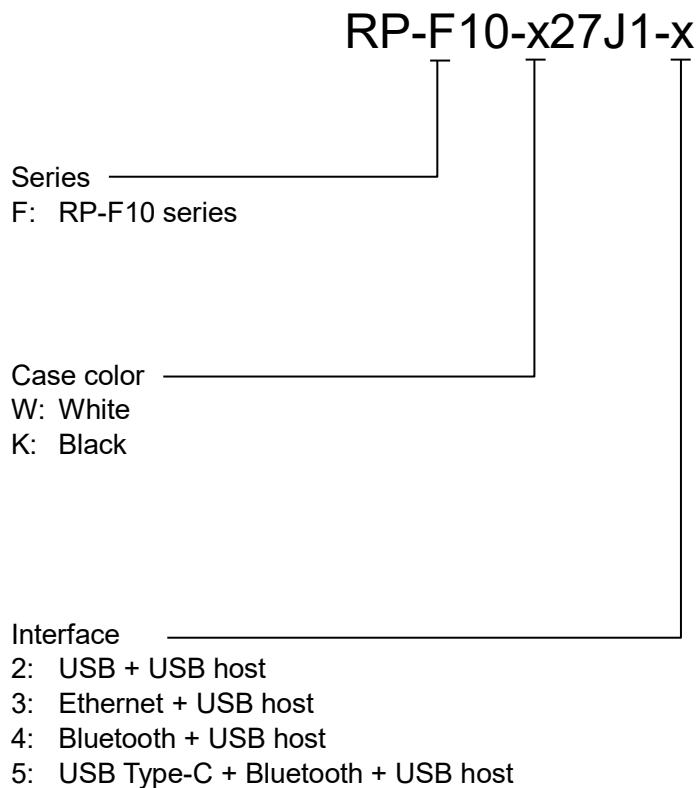 RP-F10-x27J1-x
Series
F: RP-F10 series
Case color
W: White
K: Black
Interface
2: USB + USB host
3: Ethernet + USB host
4: Bluetooth + USB host
5: USB Type-C + Bluetooth + USB host